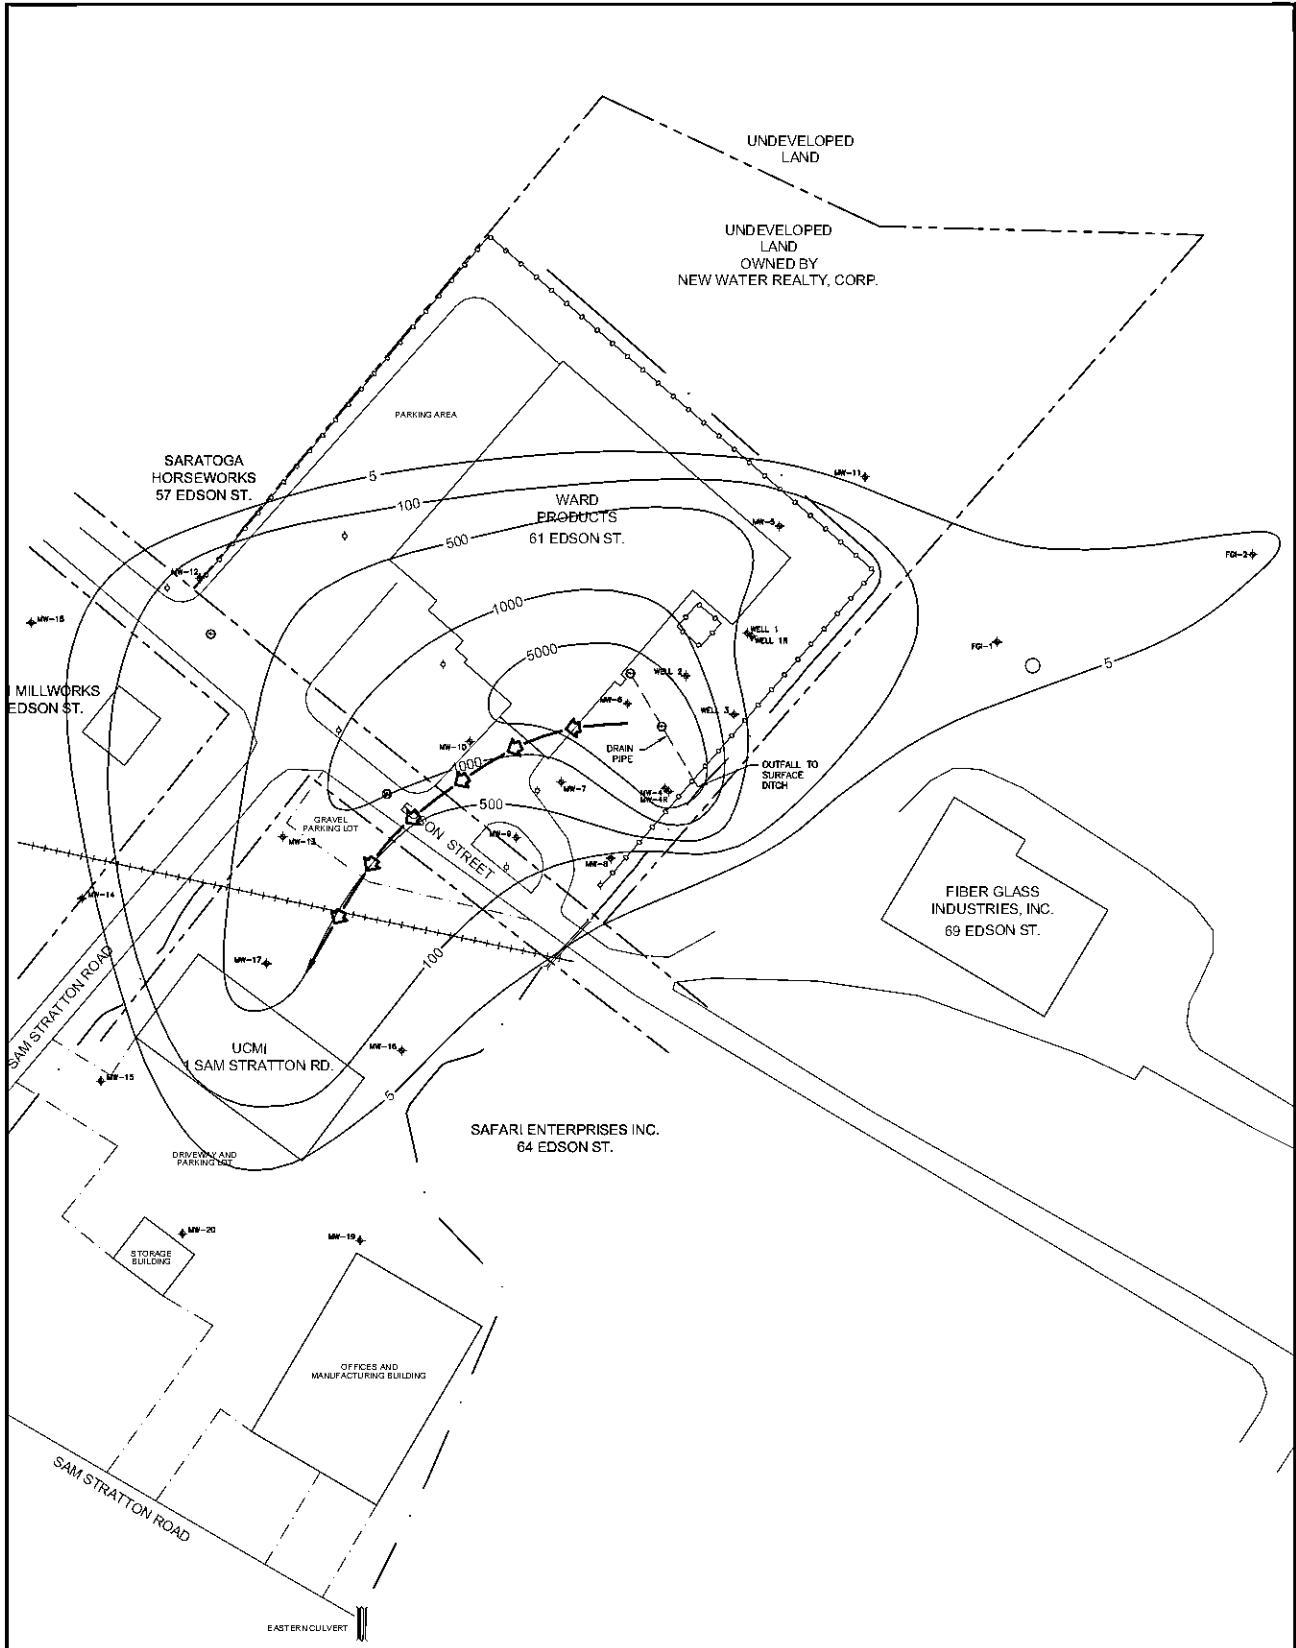 UNDEVELOPED
LAND
UNDEVELOPED
LAND
OWNED BY
NEW WATER REALTY, CORP.
PARKING AREA
SARATOGA
HORSEWORKS
57 EDSON ST.
5
100
500
WARD
PRODUCTS
61 EDSON ST.
MW-11
MW-5
FGI-2
MW-12
1000
WELL 1
WELL 1R
FGI-1
5
5000
WELL 2
I MILLWORKS
EDSON ST.
MW-6
WELL 3
MW-10
DRAIN
PIPE
000
OUTFALL TO
SURFACE
DITCH
MW-7
MW-4
MW-4R
500
GRAVEL
PARKING LOT
EDSON STREET
MW-13
MW-9
MW-8
MW-14
FIBER GLASS
INDUSTRIES, INC.
69 EDSON ST.
100
MW-17
SAM STRATTON ROAD
UCMI
1 SAM STRATTON RD.
MW-16
MW-15
5
SAFARI ENTERPRISES INC.
64 EDSON ST.
DRIVEWAY AND
PARKING LOT
MW-20
MW-19
STORAGE
BUILDING
OFFICES AND
MANUFACTURING BUILDING
SAM STRATTON ROAD
EASTERN CULVERT